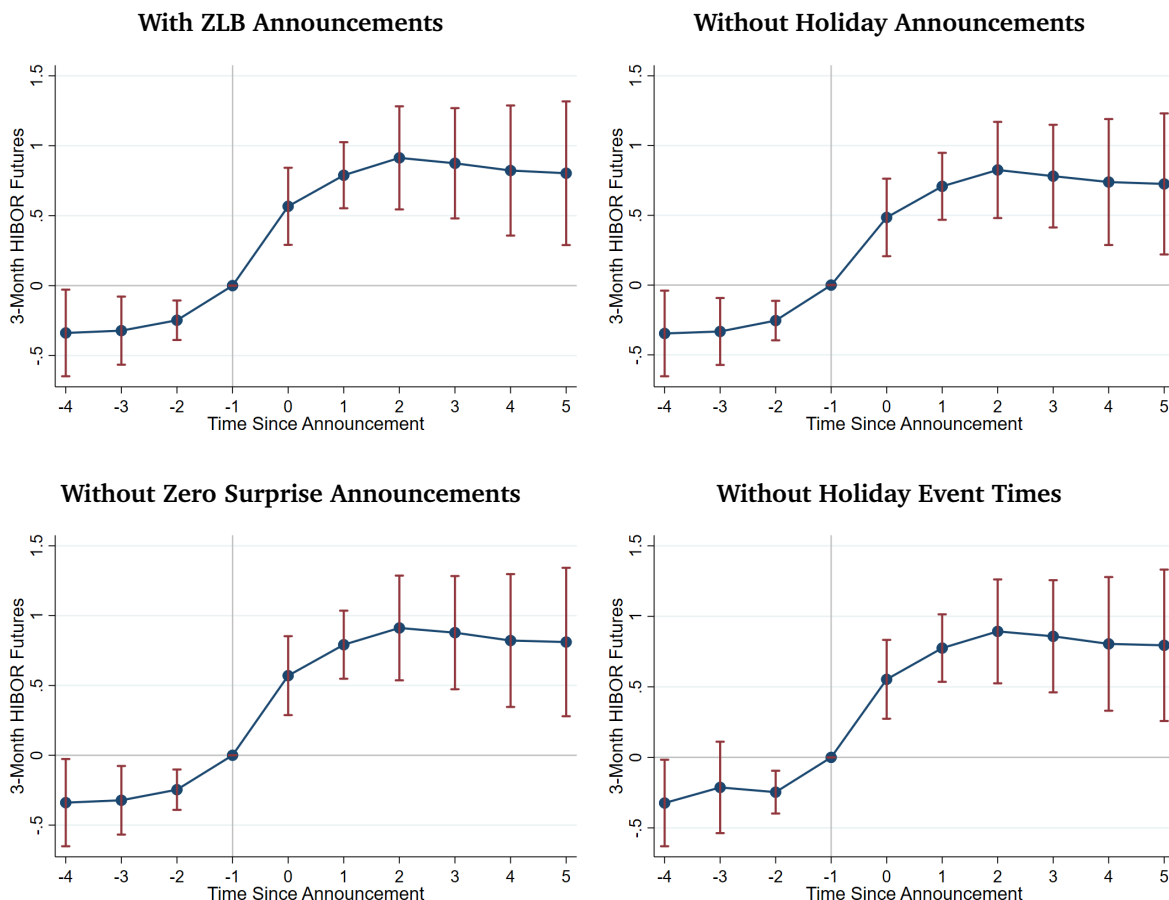 With ZLB Announcements
3-Month HIBOR Futures
1.5
1
.5
0
-.5
-4 -3 -2 -1 0 1 2 3 4 5
Time Since Announcement
Without Holiday Announcements
3-Month HIBOR Futures
1.5
1
.5
0
-.5
-4 -3 -2 -1 0 1 2 3 4 5
Time Since Announcement
Without Zero Surprise Announcements
3-Month HIBOR Futures
1.5
1
.5
0
-.5
-4 -3 -2 -1 0 1 2 3 4 5
Time Since Announcement
Without Holiday Event Times
3-Month HIBOR Futures
1.5
1
.5
0
-.5
-4 -3 -2 -1 0 1 2 3 4 5
Time Since Announcement